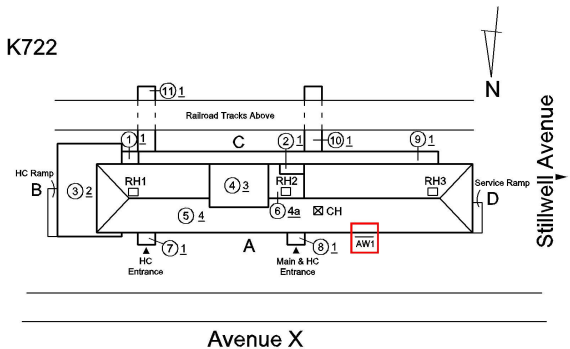 K722
N
11 1
Railroad Tracks Above
1 1
C
2 1
10 1
9 1
HC Ramp
B
3 2
RH1
4 3
RH2
RH3
Service Ramp
D
5 4
6 4a
CH
7 1
A
8 1
AW1
HC
Entrance
Main & HC
Entrance
Stillwell Avenue
Avenue X